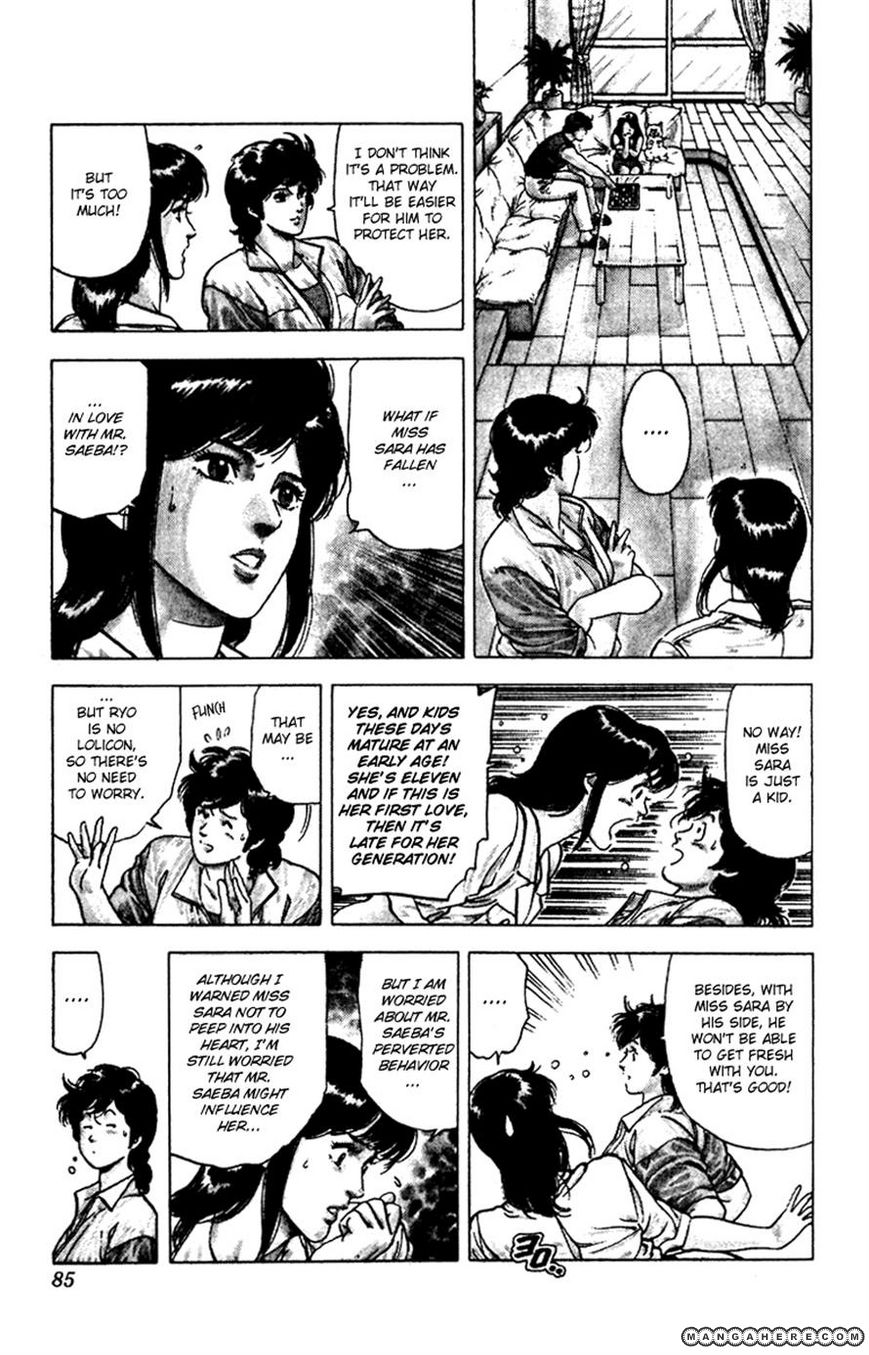 ....
I DON'T THINK
IT'S A PROBLEM.
THAT WAY
IT'LL BE EASIER
FOR HIM TO
PROTECT HER.
BUT
IT'S TOO
MUCH!
WHAT IF
MISS
SARA HAS
FALLEN
...
...
IN LOVE
WITH MR.
SAEBA!?
NO WAY!
MISS
SARA
IS JUST
A KID.
YES, AND KIDS
THESE DAYS
MATURE AT AN
EARLY AGE!
SHE'S ELEVEN
AND IF THIS IS
HER FIRST LOVE,
THEN IT'S
LATE FOR HER
GENERATION!
THAT
MAY BE
...
FLINCH
...
BUT RYO
IS NO
LOLICON,
SO THERE'S
NO NEED
TO WORRY.
BESIDES, WITH
MISS SARA BY
HIS SIDE, HE
WON'T BE ABLE
TO GET FRESH
WITH YOU.
THAT'S GOOD!
....
ヨロ..
BUT I AM
WORRIED
ABOUT MR.
SAEBA'S
PERVERTED
BEHAVIOR
...
ALTHOUGH I
WARNED MISS
SARA NOT TO
PEEP INTO HIS
HEART, I'M
STILL WORRIED
THAT MR.
SAEBA MIGHT
INFLUENCE
HER...
....
85
MANGAHERE.COM